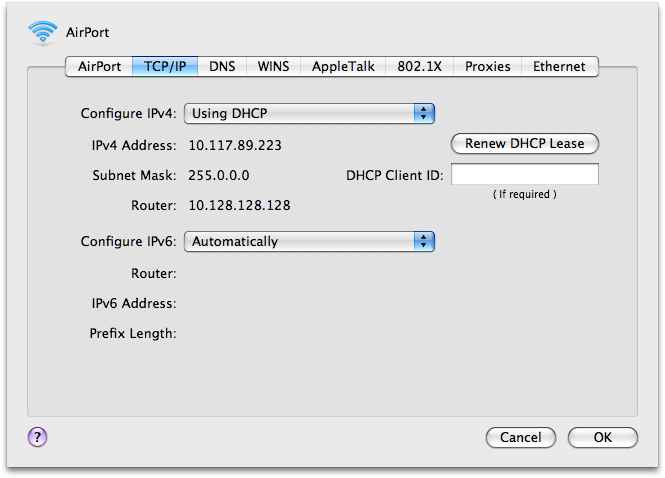 AirPort
AirPort TCP/IP DNS WINS AppleTalk 802.1X Proxies Ethernet
Configure IPv4: Using DHCP
IPv4 Address: 10.117.89.223 Renew DHCP Lease
Subnet Mask: 255.0.0.0 DHCP Client ID:
( If required )
Router: 10.128.128.128
Configure IPv6: Automatically
Router:
IPv6 Address:
Prefix Length:
? Cancel OK